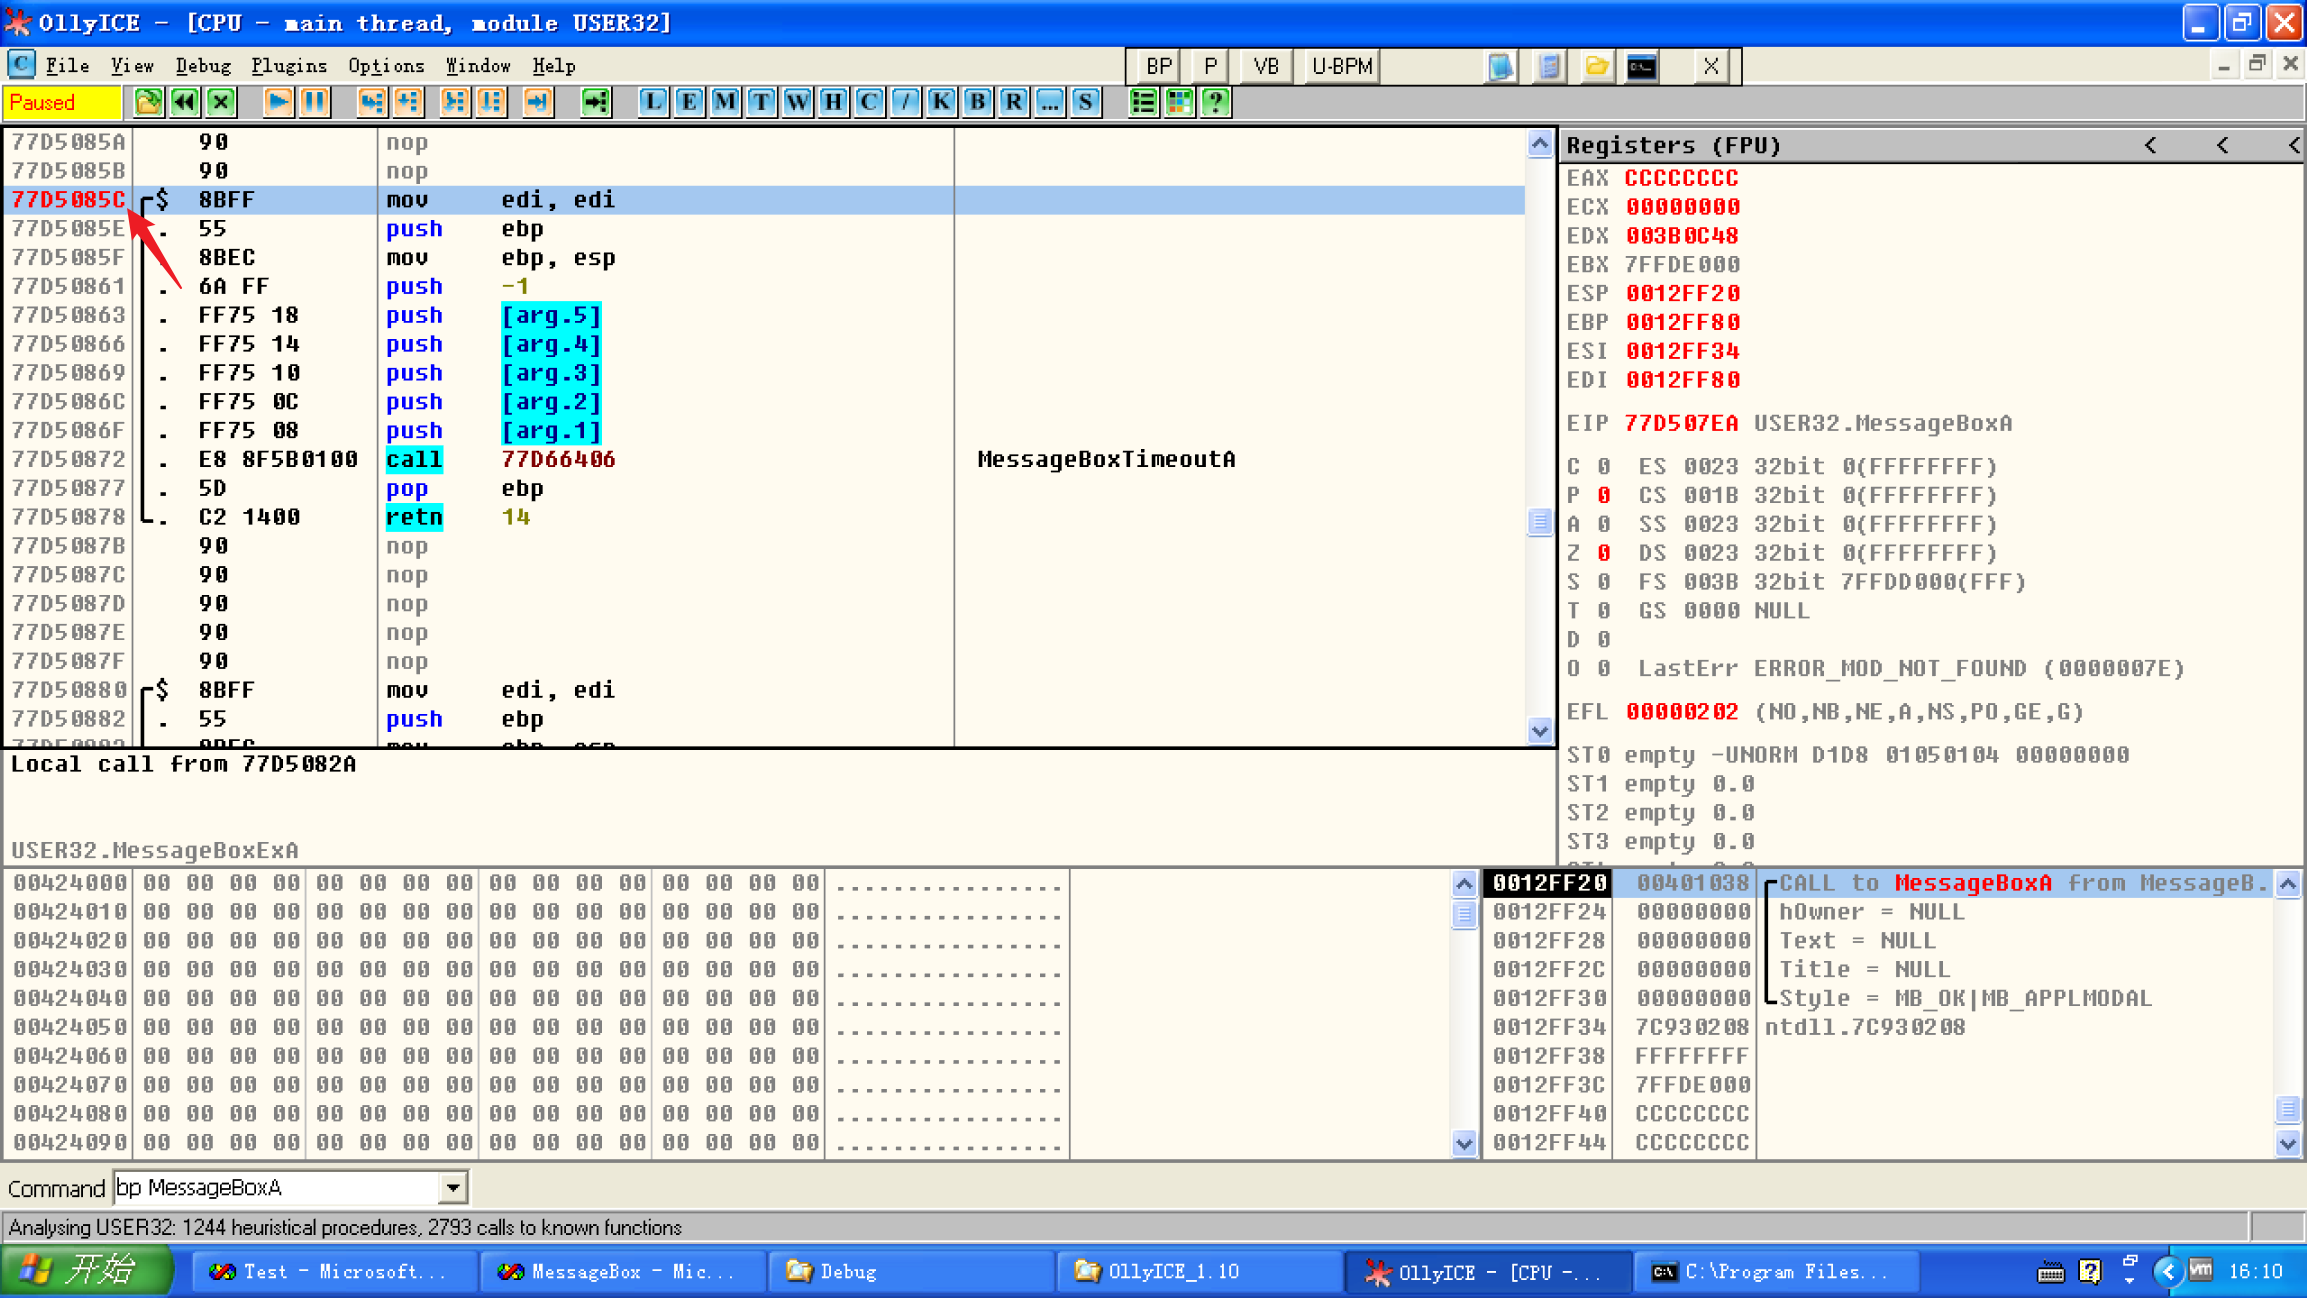 OllyICE - [CPU - main thread, module USER32]
C File View Debug Plugins Options Window Help
BP P VB U-BPM X
Paused L E M T W H C / K B R ... S ?
77D5085A 90 nop
77D5085B 90 nop
77D5085C $ 8BFF mov edi, edi
77D5085E . 55 push ebp
77D5085F 8BEC mov ebp, esp
77D50861 . 6A FF push -1
77D50863 . FF75 18 push [arg.5]
77D50866 . FF75 14 push [arg.4]
77D50869 . FF75 10 push [arg.3]
77D5086C . FF75 0C push [arg.2]
77D5086F . FF75 08 push [arg.1]
77D50872 . E8 8F5B0100 call 77D66406 MessageBoxTimeoutA
77D50877 . 5D pop ebp
77D50878 . C2 1400 retn 14
77D5087B 90 nop
77D5087C 90 nop
77D5087D 90 nop
77D5087E 90 nop
77D5087F 90 nop
77D50880 $ 8BFF mov edi, edi
77D50882 . 55 push ebp
Local call from 77D5082A
USER32.MessageBoxExA
Registers (FPU) < < <
EAX CCCCCCCC
ECX 00000000
EDX 003B0C48
EBX 7FFDE000
ESP 0012FF20
EBP 0012FF80
ESI 0012FF34
EDI 0012FF80
EIP 77D507EA USER32.MessageBoxA
C 0 ES 0023 32bit 0(FFFFFFFF)
P 0 CS 001B 32bit 0(FFFFFFFF)
A 0 SS 0023 32bit 0(FFFFFFFF)
Z 0 DS 0023 32bit 0(FFFFFFFF)
S 0 FS 003B 32bit 7FFDD000(FFF)
T 0 GS 0000 NULL
D 0
O 0 LastErr ERROR_MOD_NOT_FOUND (0000007E)
EFL 00000202 (NO,NB,NE,A,NS,PO,GE,G)
ST0 empty -UNORM D1D8 01050104 00000000
ST1 empty 0.0
ST2 empty 0.0
ST3 empty 0.0
00424000 00 00 00 00 00 00 00 00 00 00 00 00 00 00 00 00 ................
00424010 00 00 00 00 00 00 00 00 00 00 00 00 00 00 00 00 ................
00424020 00 00 00 00 00 00 00 00 00 00 00 00 00 00 00 00 ................
00424030 00 00 00 00 00 00 00 00 00 00 00 00 00 00 00 00 ................
00424040 00 00 00 00 00 00 00 00 00 00 00 00 00 00 00 00 ................
00424050 00 00 00 00 00 00 00 00 00 00 00 00 00 00 00 00 ................
00424060 00 00 00 00 00 00 00 00 00 00 00 00 00 00 00 00 ................
00424070 00 00 00 00 00 00 00 00 00 00 00 00 00 00 00 00 ................
00424080 00 00 00 00 00 00 00 00 00 00 00 00 00 00 00 00 ................
00424090 00 00 00 00 00 00 00 00 00 00 00 00 00 00 00 00 ................
0012FF20 00401038 CALL to MessageBoxA from MessageB.
0012FF24 00000000 hOwner = NULL
0012FF28 00000000 Text = NULL
0012FF2C 00000000 Title = NULL
0012FF30 00000000 Style = MB_OK|MB_APPLMODAL
0012FF34 7C930208 ntdll.7C930208
0012FF38 FFFFFFFF
0012FF3C 7FFDE000
0012FF40 CCCCCCCC
0012FF44 CCCCCCCC
Command bp MessageBoxA
Analysing USER32: 1244 heuristical procedures, 2793 calls to known functions
开始 Test - Microsoft... MessageBox - Mic... Debug OllyICE_1.10 OllyICE - [CPU -... C:\Program Files... 16:10